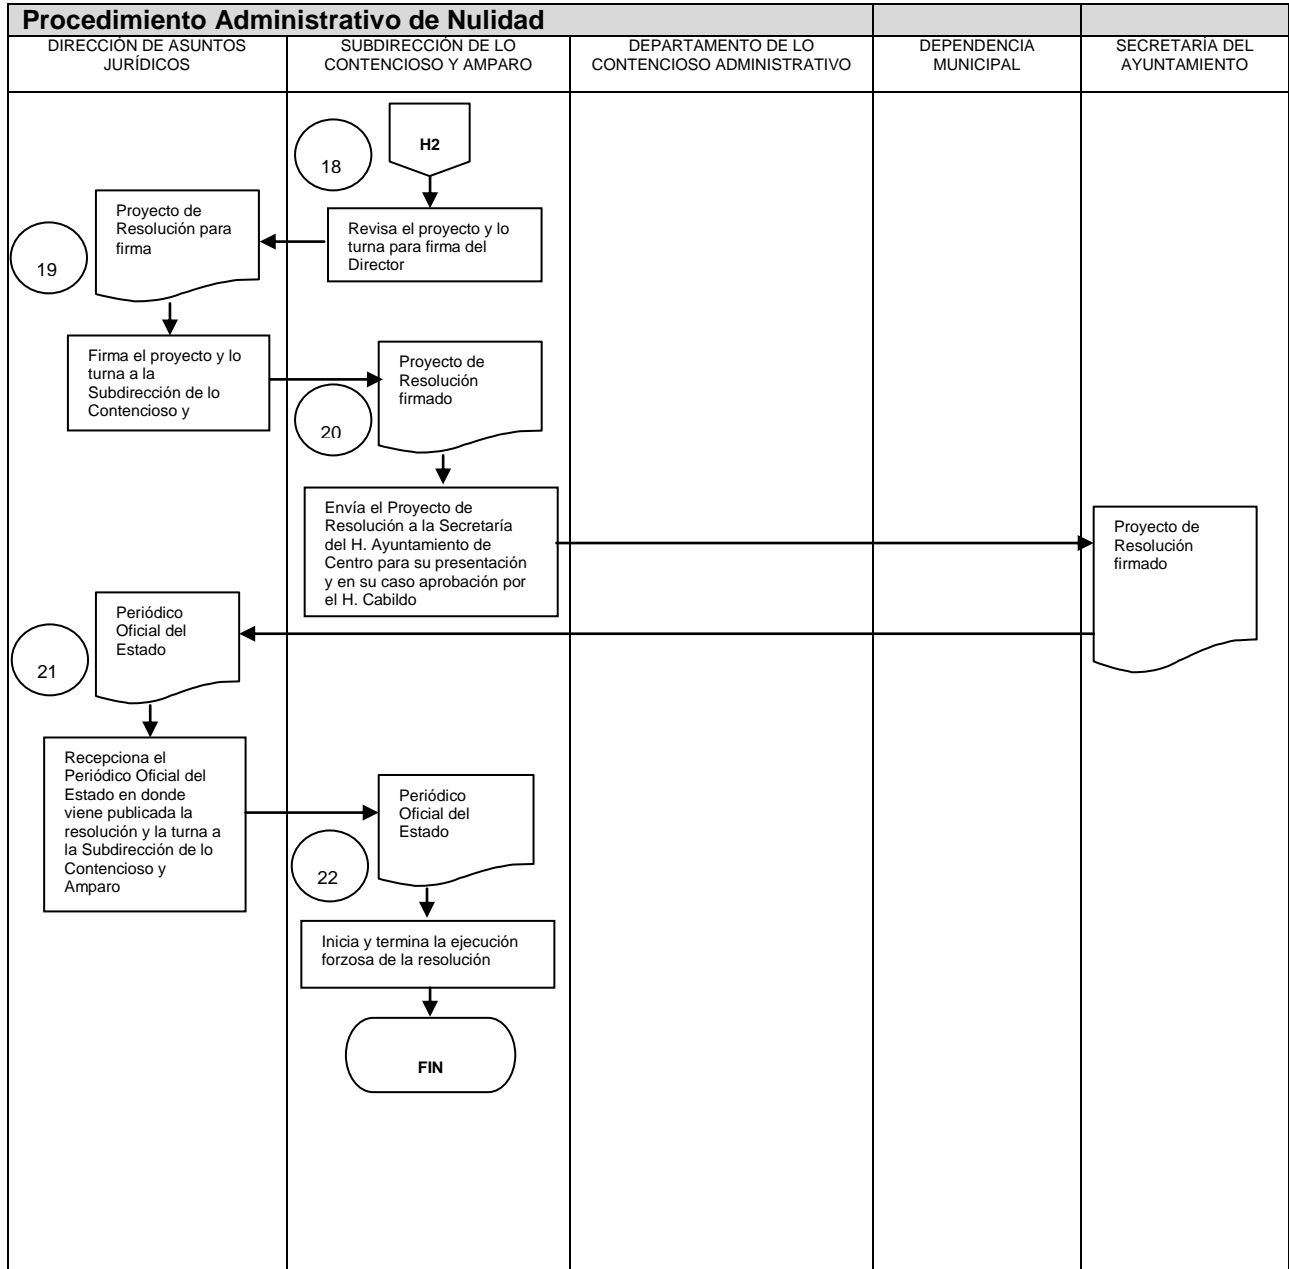 Procedimiento Administrativo de Nulidad
DIRECCIÓN DE ASUNTOS
JURÍDICOS
SUBDIRECCIÓN DE LO
CONTENCIOSO Y AMPARO
DEPARTAMENTO DE LO
CONTENCIOSO ADMINISTRATIVO
DEPENDENCIA
MUNICIPAL
SECRETARÍA DEL
AYUNTAMIENTO
18
H2
Revisa el proyecto y lo
turna para firma del
Director
19
Proyecto de
Resolución para
firma
Firma el proyecto y lo
turna a la
Subdirección de lo
Contencioso y
20
Proyecto de
Resolución
firmado
Envía el Proyecto de
Resolución a la Secretaría
del H. Ayuntamiento de
Centro para su presentación
y en su caso aprobación por
el H. Cabildo
Proyecto de
Resolución
firmado
21
Periódico
Oficial del
Estado
Recepciona el
Periódico Oficial del
Estado en donde
viene publicada la
resolución y la turna a
la Subdirección de lo
Contencioso y
Amparo
22
Periódico
Oficial del
Estado
Inicia y termina la ejecución
forzosa de la resolución
FIN